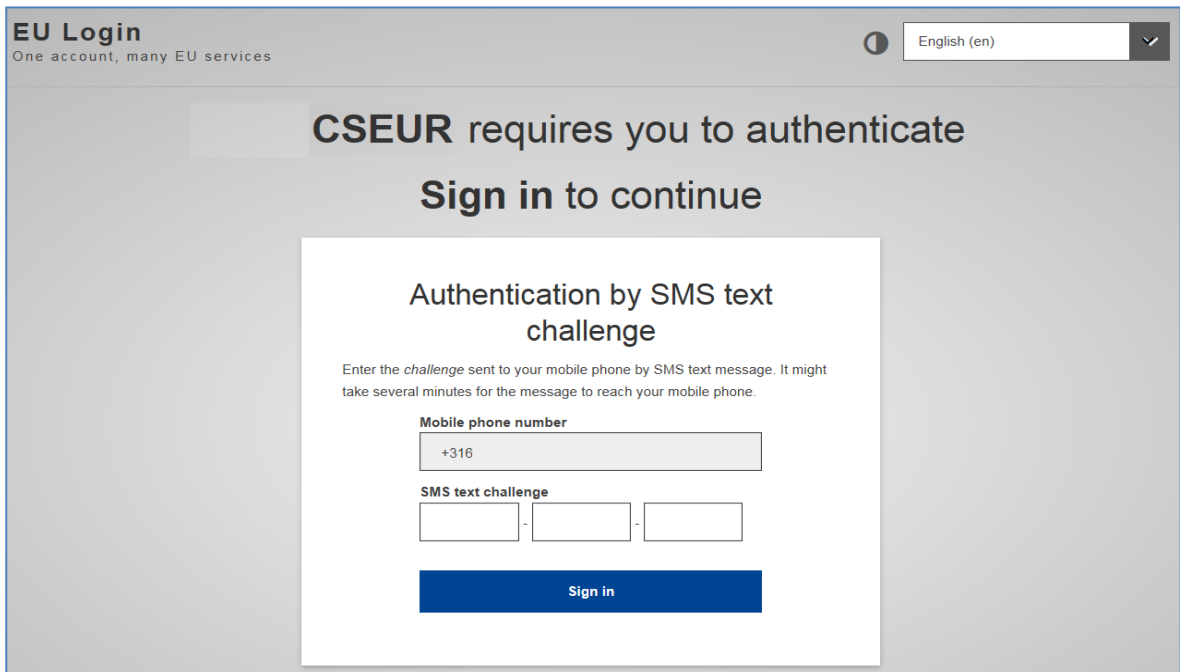 EU Login
One account, many EU services
English (en)
CSEUR requires you to authenticate
Sign in to continue
Authentication by SMS text
challenge
Enter the challenge sent to your mobile phone by SMS text message. It might
take several minutes for the message to reach your mobile phone.
Mobile phone number
+316
SMS text challenge
- -
Sign in